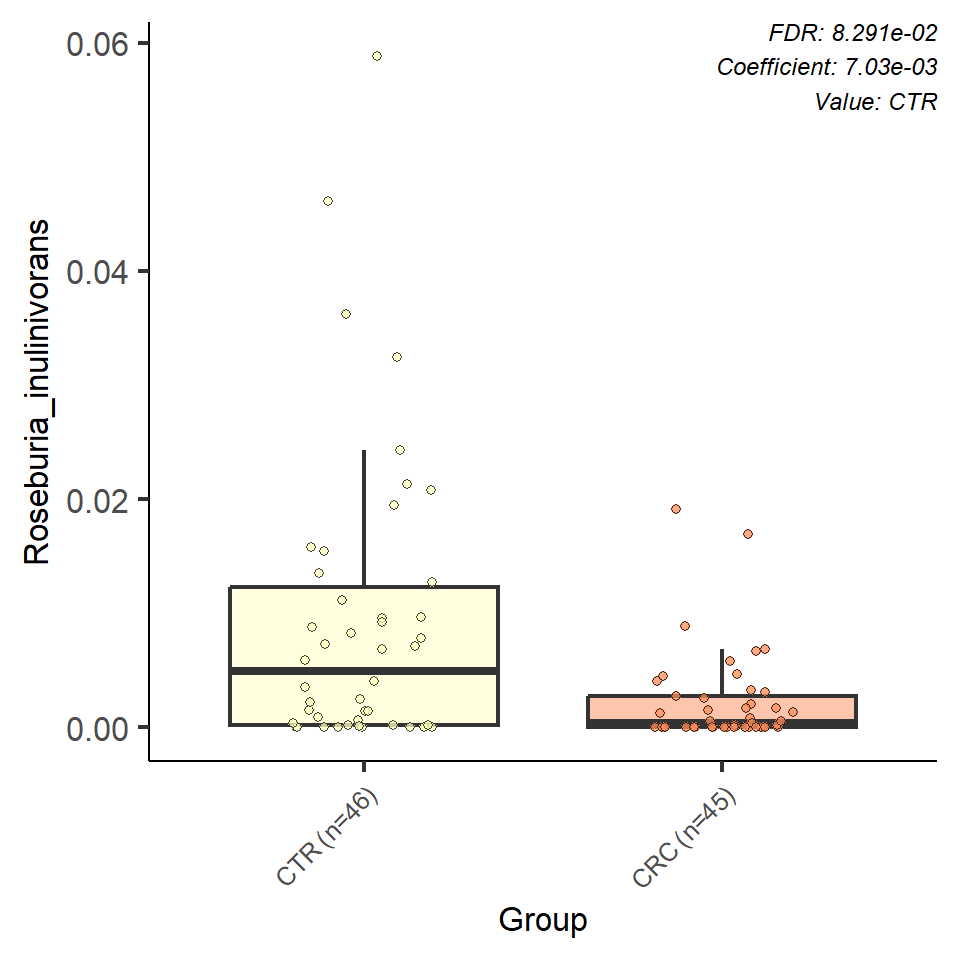 FDR: 8.291e-02
Coefficient: 7.03e-03
Value: CTR
0.06
0.04
0.02
0.00
Roseburia_inulinivorans
CTR (n=46)
CRC (n=45)
Group